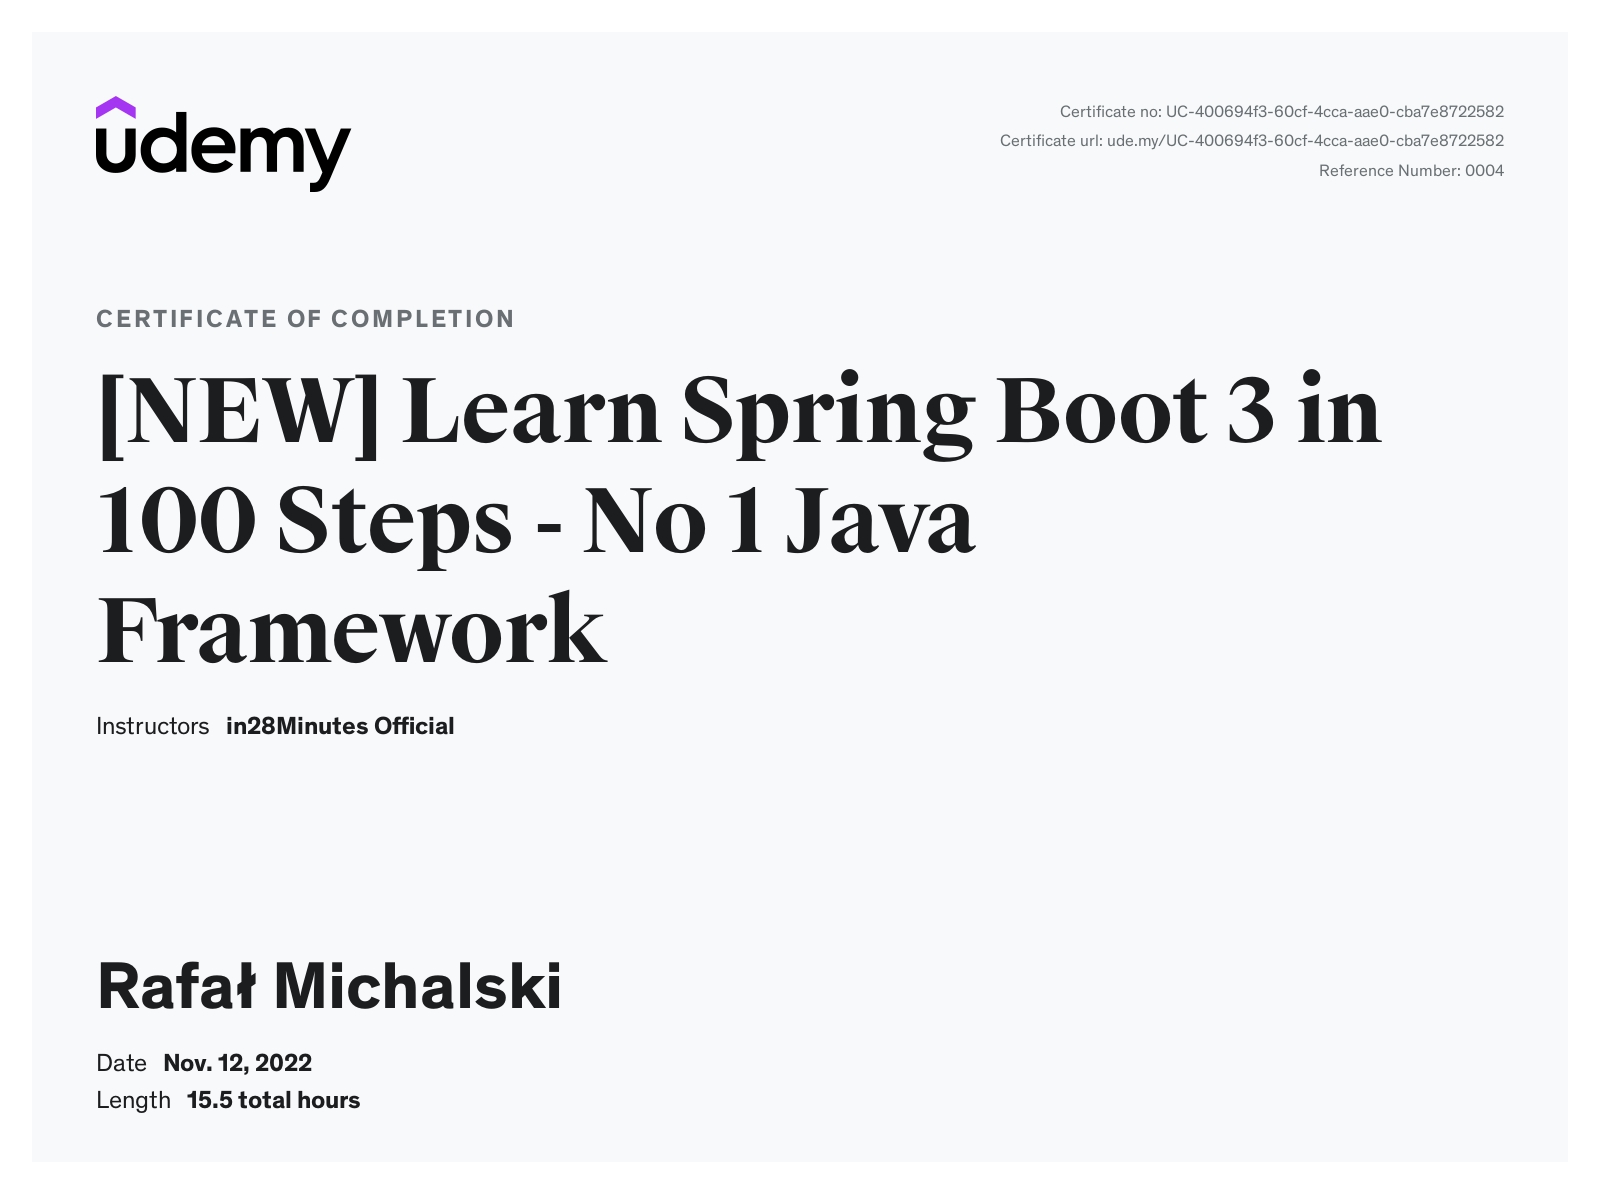 udemy
Certificate no: UC-400694f3-60cf-4cca-aae0-cba7e8722582
Certificate url: ude.my/UC-400694f3-60cf-4cca-aae0-cba7e8722582
Reference Number: 0004
CERTIFICATE OF COMPLETION
[NEW] Learn Spring Boot 3 in
100 Steps - No 1 Java
Framework
Instructors in28Minutes Official
Rafał Michalski
Date Nov. 12, 2022
Length 15.5 total hours